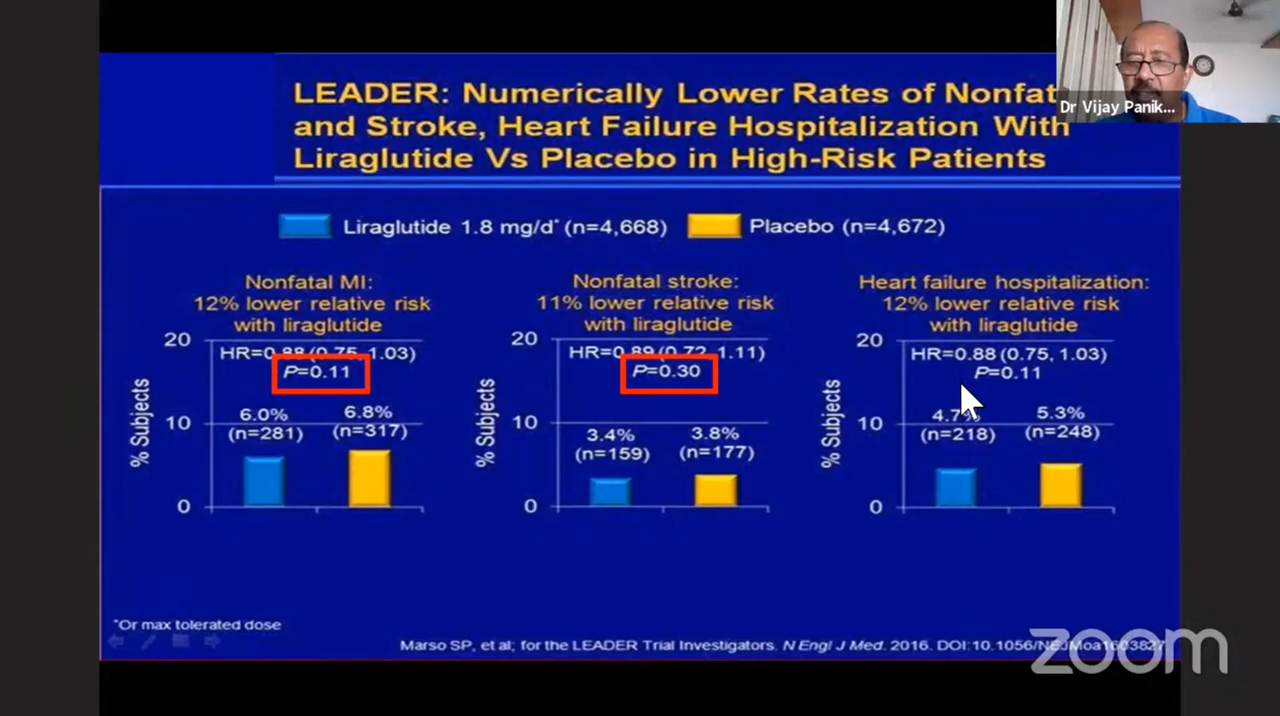 LEADER: Numerically Lower Rates of
and Stroke, Heart Failure Hospitalization With
Liraglutide Vs Placebo in High-Risk Patients
Dr Vijay Panik...
Liraglutide 1.8 mg/d* (n=4,668)
Placebo (n=4,672)
Nonfatal MI:
12% lower relative risk
with liraglutide
20
HR=0.88 (0.75, 1.03)
P=0.11
6.0%
(n=281)
6.8%
(n=317)
10
0
% Subjects
Nonfatal stroke:
11% lower relative risk
with liraglutide
20
HR=0.89 (0.72, 1.11)
P=0.30
3.4%
(n=159)
3.8%
(n=177)
10
0
% Subjects
Heart failure hospitalization:
12% lower relative risk
with liraglutide
20
HR=0.88 (0.75, 1.03)
P=0.11
4.7%
(n=218)
5.3%
(n=248)
10
0
% Subjects
*Or max tolerated dose
Marso SP, et al; for the LEADER Trial Investigators. N Engl J Med. 2016. DOI:10.1056/NEJMoa1603827
zoom